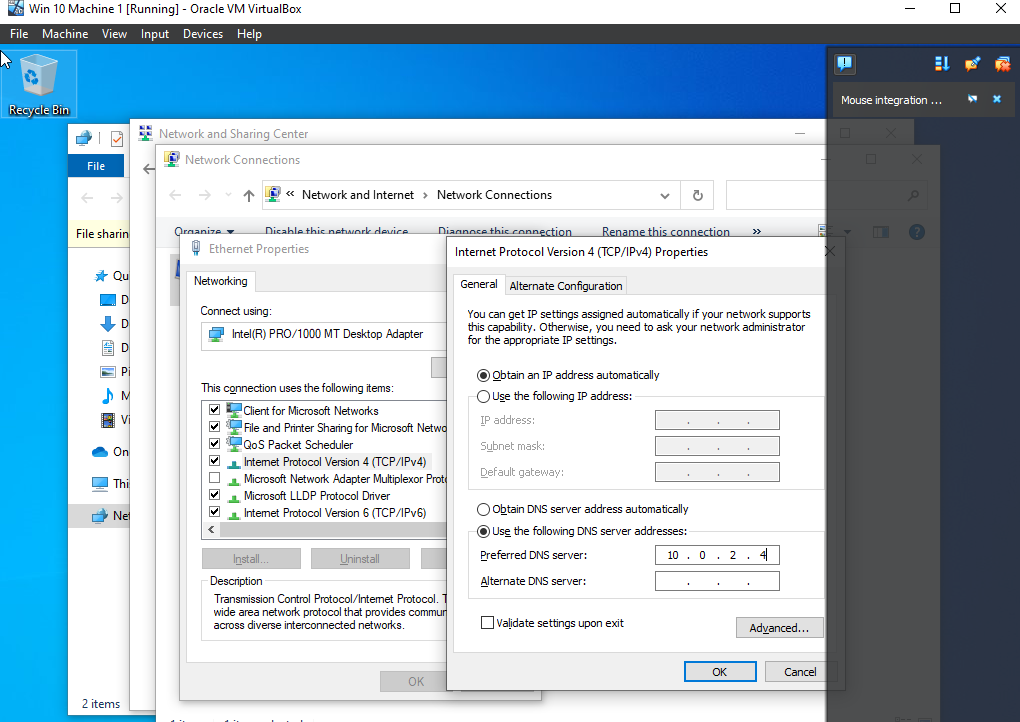 Win 10 Machine 1 [Running] - Oracle VM VirtualBox
File Machine View Input Devices Help
Recycle Bin
Mouse integration ...
Network and Sharing Center
Network Connections
File
« Network and Internet › Network Connections
File sharin
Organize Disable this network device Diagnose this connection Rename this connection »
Ethernet Properties
Networking
Connect using:
Intel(R) PRO/1000 MT Desktop Adapter
This connection uses the following items:
Client for Microsoft Networks
File and Printer Sharing for Microsoft Netwo
QoS Packet Scheduler
Internet Protocol Version 4 (TCP/IPv4)
Microsoft Network Adapter Multiplexor Proto
Microsoft LLDP Protocol Driver
Internet Protocol Version 6 (TCP/IPv6)
Install...
Uninstall
Description
Transmission Control Protocol/Internet Protocol. T
wide area network protocol that provides commun
across diverse interconnected networks.
OK
Qu
D
D
D
Pi
M
Vi
On
Thi
Net
2 items
Internet Protocol Version 4 (TCP/IPv4) Properties
General
Alternate Configuration
You can get IP settings assigned automatically if your network supports
this capability. Otherwise, you need to ask your network administrator
for the appropriate IP settings.
Obtain an IP address automatically
Use the following IP address:
IP address: . . .
Subnet mask: . . .
Default gateway: . . .
Obtain DNS server address automatically
Use the following DNS server addresses:
Preferred DNS server: 10 . 0 . 2 . 4
Alternate DNS server: . . .
Validate settings upon exit
Advanced...
OK
Cancel